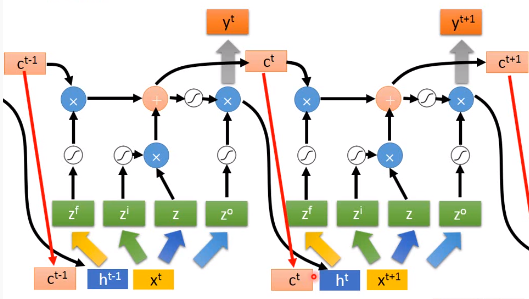 y^t y^t+1
c^t-1 c^t c^t+1
× + × × + ×
× ×
z^f z^i z z^o z^f z^i z z^o
c^t-1 h^t-1 x^t c^t h^t x^t+1